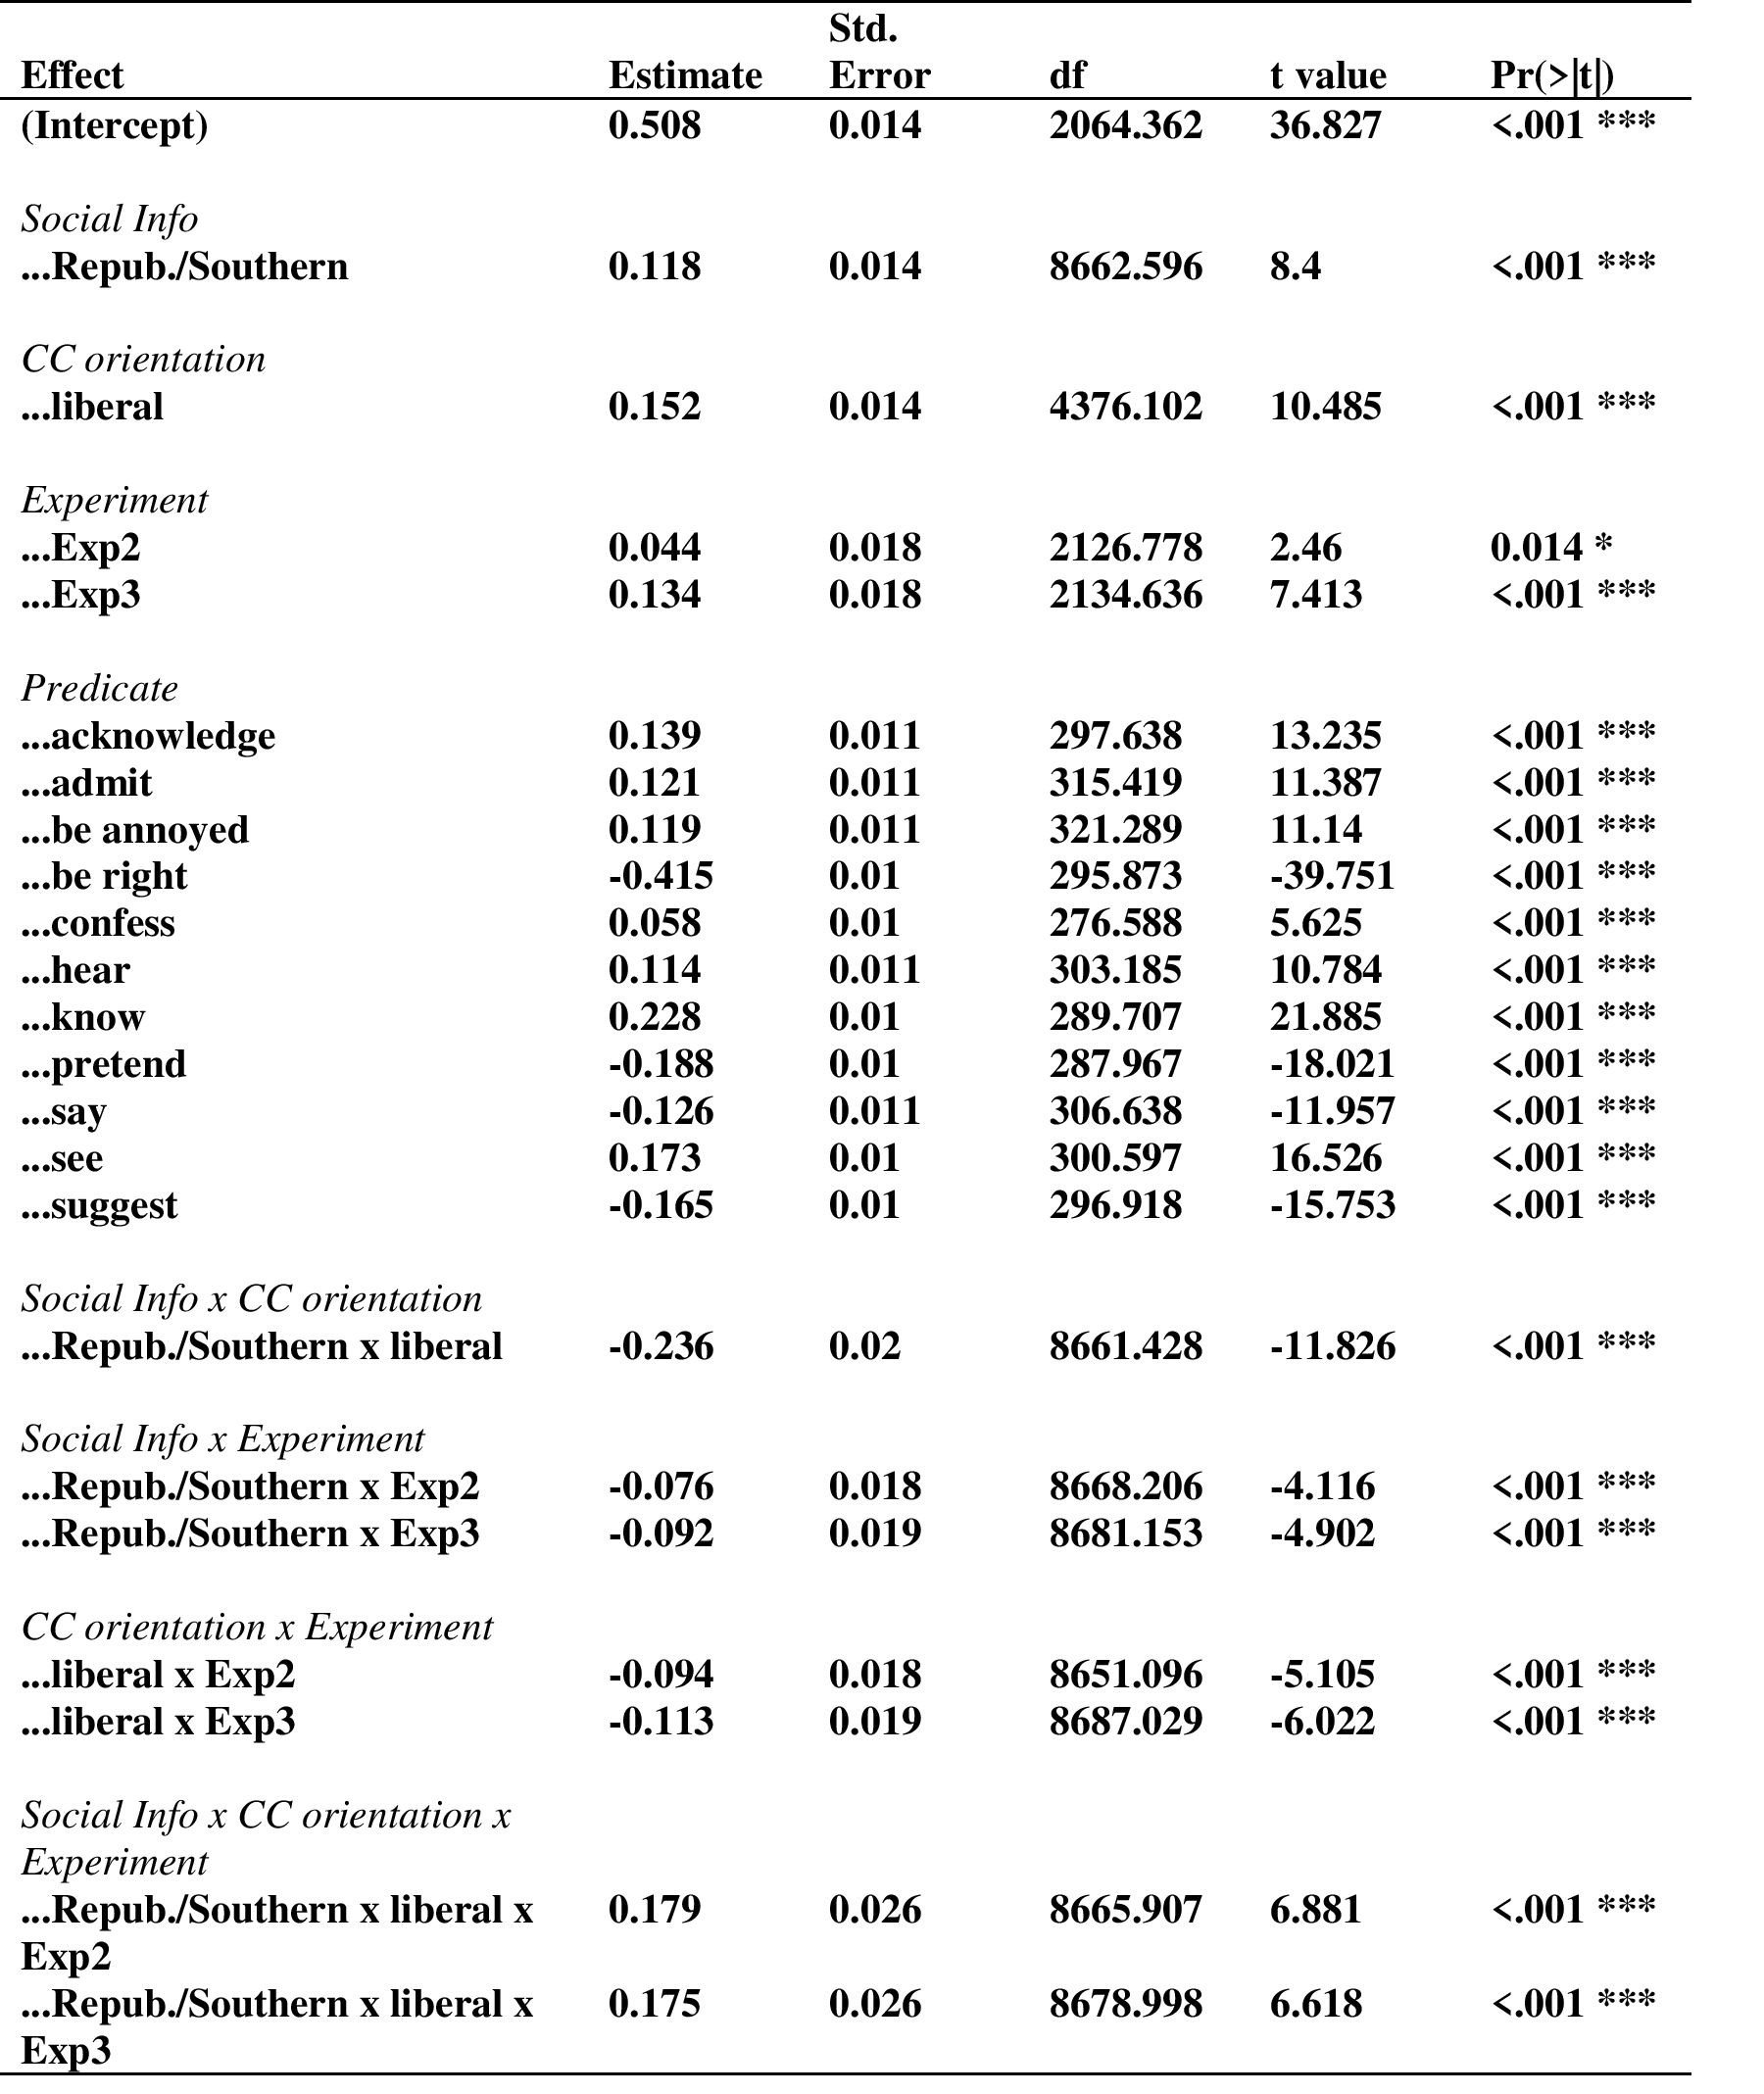 Std.
Effect Estimate Error df t value Pr(>|t|)
(Intercept) 0.508 0.014 2064.362 36.827 <.001 ***
Social Info
...Repub./Southern 0.118 0.014 8662.596 8.4 <.001 ***
CC orientation
...liberal 0.152 0.014 4376.102 10.485 <.001 ***
Experiment
...Exp2 0.044 0.018 2126.778 2.46 0.014 *
...Exp3 0.134 0.018 2134.636 7.413 <.001 ***
Predicate
...acknowledge 0.139 0.011 297.638 13.235 <.001 ***
...admit 0.121 0.011 315.419 11.387 <.001 ***
...be annoyed 0.119 0.011 321.289 11.14 <.001 ***
...be right -0.415 0.01 295.873 -39.751 <.001 ***
...confess 0.058 0.01 276.588 5.625 <.001 ***
...hear 0.114 0.011 303.185 10.784 <.001 ***
...know 0.228 0.01 289.707 21.885 <.001 ***
...pretend -0.188 0.01 287.967 -18.021 <.001 ***
...say -0.126 0.011 306.638 -11.957 <.001 ***
...see 0.173 0.01 300.597 16.526 <.001 ***
...suggest -0.165 0.01 296.918 -15.753 <.001 ***
Social Info x CC orientation
...Repub./Southern x liberal -0.236 0.02 8661.428 -11.826 <.001 ***
Social Info x Experiment
...Repub./Southern x Exp2 -0.076 0.018 8668.206 -4.116 <.001 ***
...Repub./Southern x Exp3 -0.092 0.019 8681.153 -4.902 <.001 ***
CC orientation x Experiment
...liberal x Exp2 -0.094 0.018 8651.096 -5.105 <.001 ***
...liberal x Exp3 -0.113 0.019 8687.029 -6.022 <.001 ***
Social Info x CC orientation x
Experiment
...Repub./Southern x liberal x 0.179 0.026 8665.907 6.881 <.001 ***
Exp2
...Repub./Southern x liberal x 0.175 0.026 8678.998 6.618 <.001 ***
Exp3